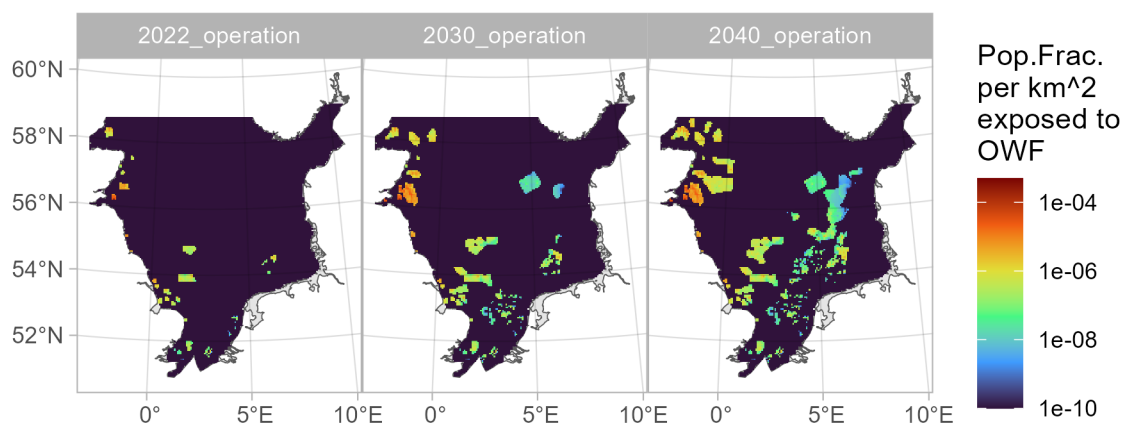 2022_operation 2030_operation 2040_operation
60°N
58°N
56°N
54°N
52°N
0° 5°E 10°E 0° 5°E 10°E 0° 5°E 10°E
Pop.Frac.
per km^2
exposed to
OWF
1e-04
1e-06
1e-08
1e-10